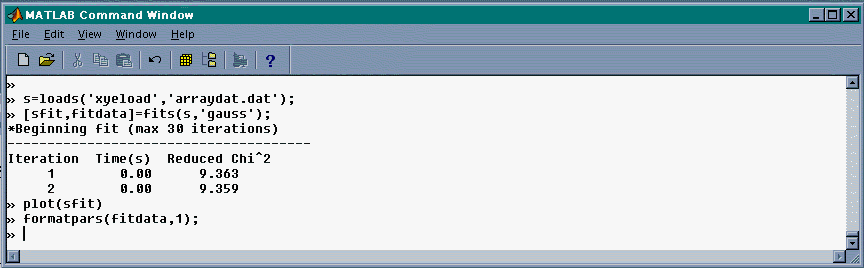 MATLAB Command Window
File Edit View Window Help
?
»
» s=loads('xyeload','arraydat.dat');
» [sfit,fitdata]=fits(s,'gauss');
*Beginning fit (max 30 iterations)
--------------------------------------
Iteration Time(s) Reduced Chi^2
1 0.00 9.363
2 0.00 9.359
» plot(sfit)
» formatpars(fitdata,1);
»